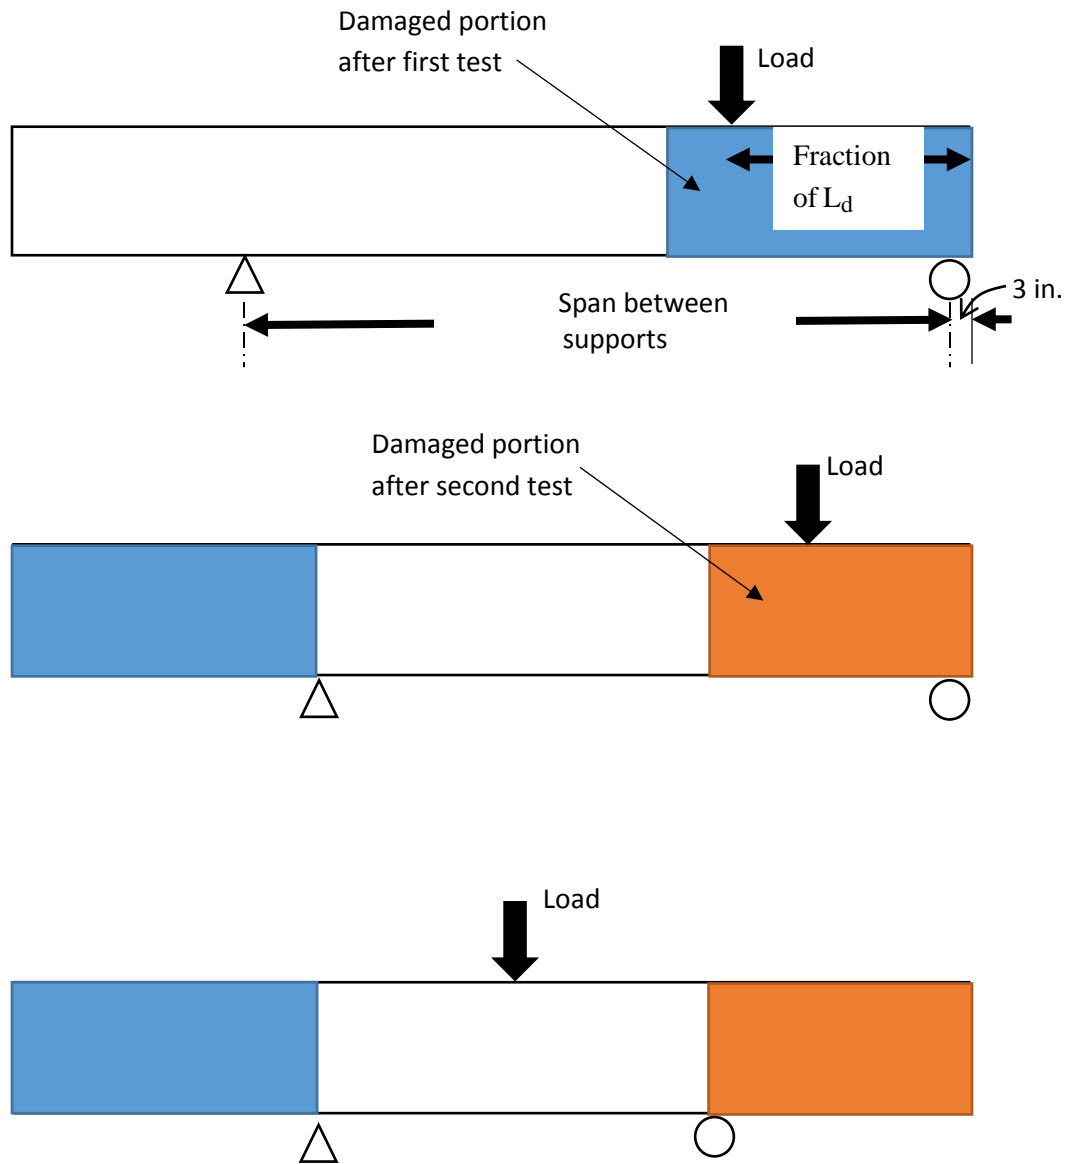 Damaged portion
after first test
Load
Fraction
of Ld
3 in.
Span between
supports
Damaged portion
after second test
Load
Load